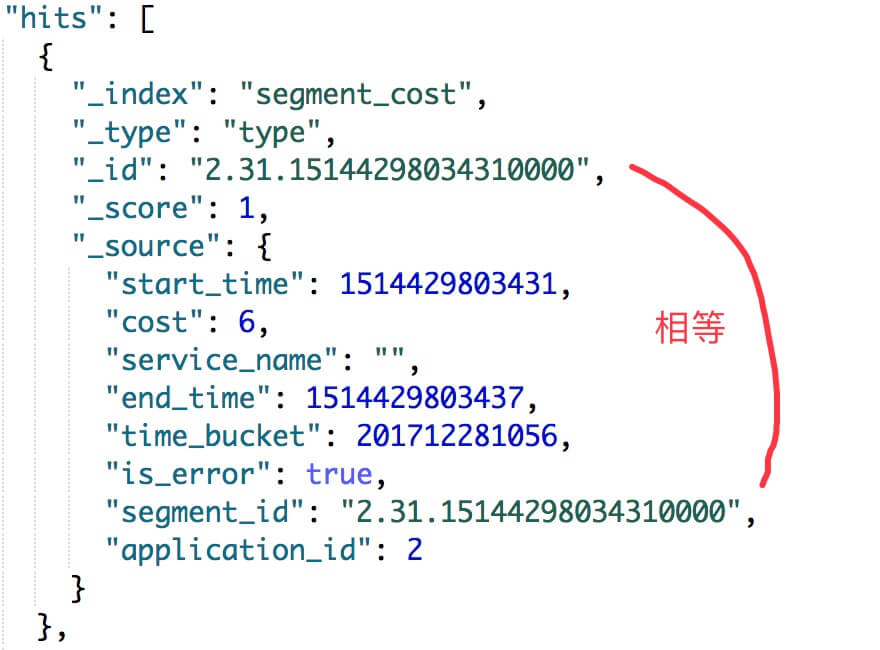 "hits": [
{
"_index": "segment_cost",
"_type": "type",
"_id": "2.31.15144298034310000",
"_score": 1,
"_source": {
"start_time": 1514429803431,
"cost": 6,
相等
"service_name": "",
"end_time": 1514429803437,
"time_bucket": 201712281056,
"is_error": true,
"segment_id": "2.31.15144298034310000",
"application_id": 2
}
},